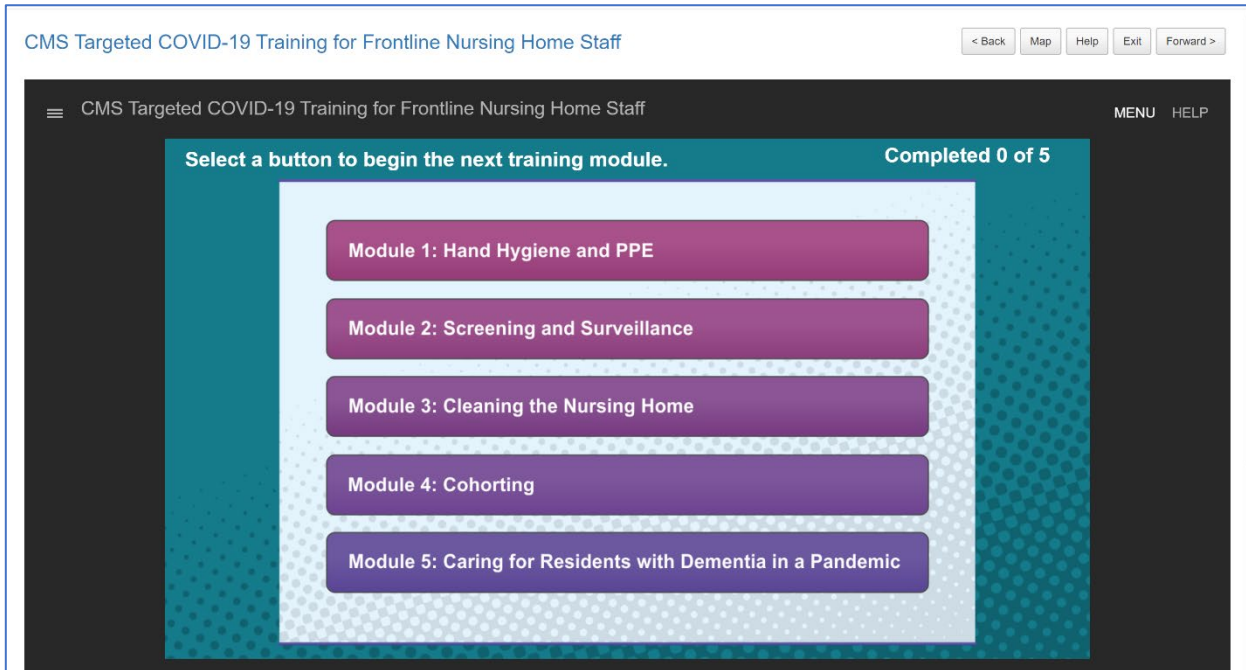 CMS Targeted COVID-19 Training for Frontline Nursing Home Staff
< Back Map Help Exit Forward >
CMS Targeted COVID-19 Training for Frontline Nursing Home Staff
MENU HELP
Select a button to begin the next training module.
Completed 0 of 5
Module 1: Hand Hygiene and PPE
Module 2: Screening and Surveillance
Module 3: Cleaning the Nursing Home
Module 4: Cohorting
Module 5: Caring for Residents with Dementia in a Pandemic